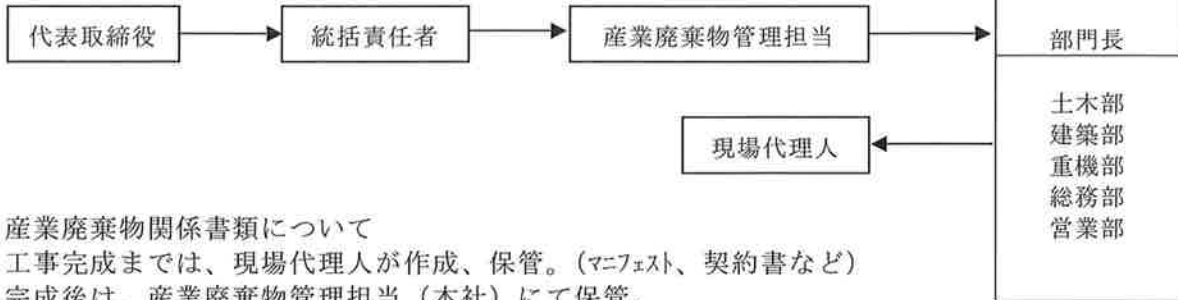 代表取締役
統括責任者
産業廃棄物管理担当
部門長
土木部
建築部
重機部
総務部
営業部
現場代理人
産業廃棄物関係書類について
工事完成までは、現場代理人が作成、保管。(ﾏﾆﾌｪｽﾄ、契約書など)
完成後は、産業廃棄物管理担当(本社)にて保管。